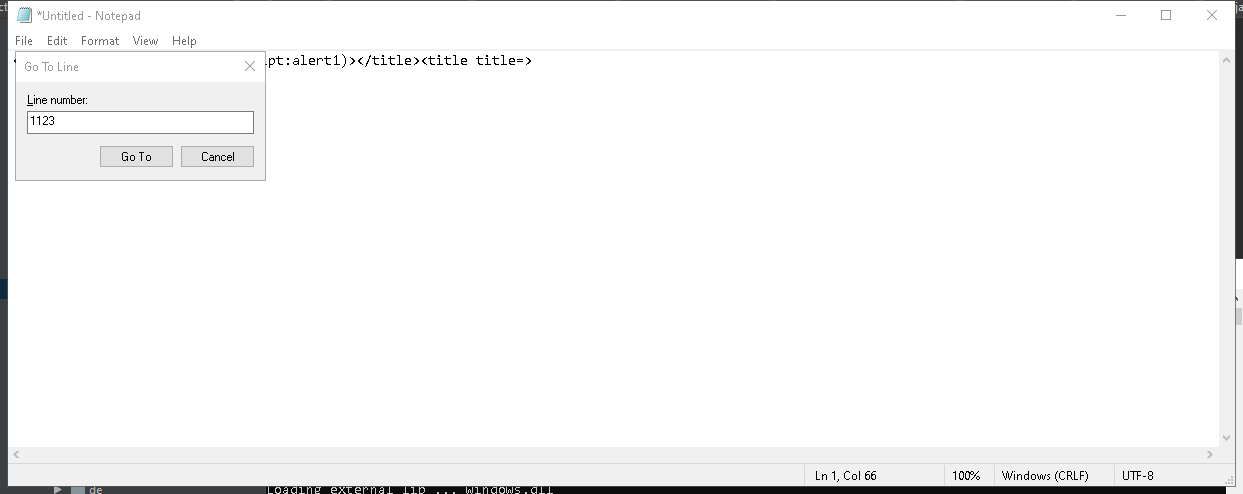 *Untitled - Notepad
File Edit Format View Help
Go To Line
ipt:alert1)></title><title title=>
Line number:
1123
Go To Cancel
Ln 1, Col 66 100% Windows (CRLF) UTF-8
de Loading external lib ... windows.dll